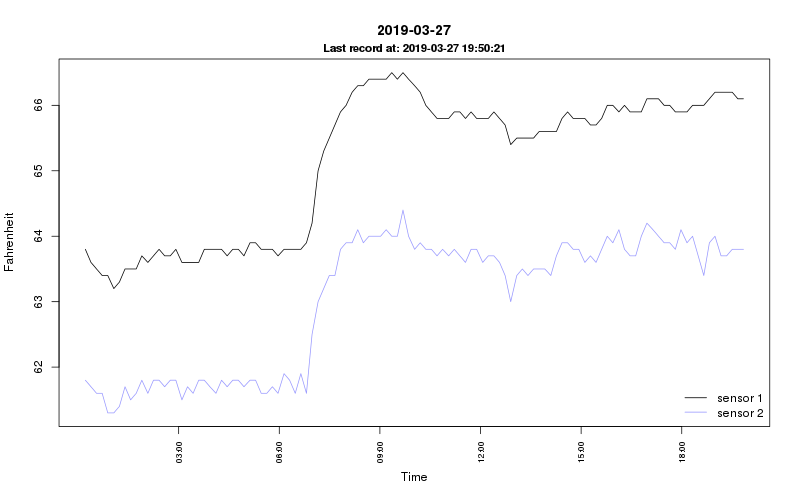 2019-03-27
Last record at: 2019-03-27 19:50:21
Fahrenheit
66
65
64
63
62
sensor 1
sensor 2
03:00
06:00
09:00
12:00
15:00
18:00
Time